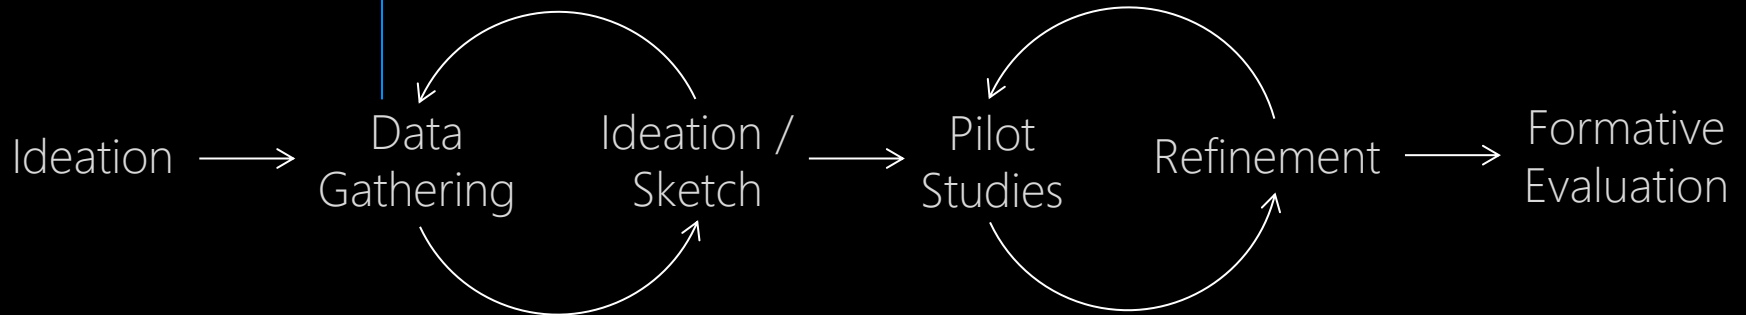 Ideation
Data
Gathering
Ideation /
Sketch
Pilot
Studies
Refinement
Formative
Evaluation